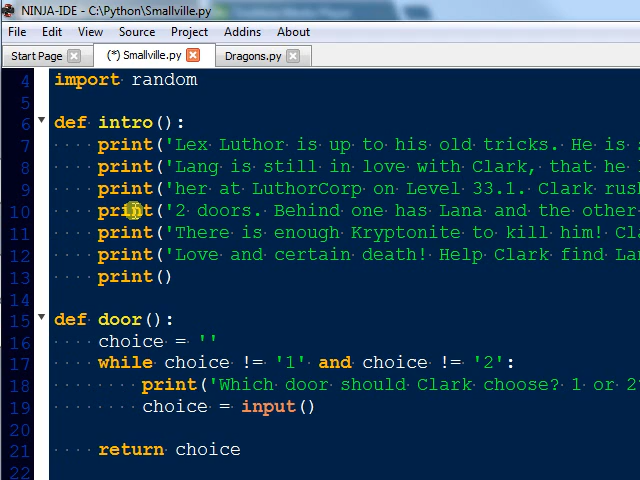 NINJA-IDE - C:\Python\Smallville.py
File Edit View Source Project Addins About
Start Page (*) Smallville.py Dragons.py
4 import random
5
6 def intro():
7 print('Lex Luthor is up to his old tricks. He is
8 print('Lang is still in love with Clark, that he
9 print('her at LuthorCorp on Level 33.1. Clark
10 print('2 doors. Behind one has Lana and the other
11 print('There is enough Kryptonite to kill him!
12 print('Love and certain death! Help Clark find
13 print()
14
15 def door():
16 choice = ''
17 while choice != '1' and choice != '2':
18 print('Which door should Clark choose? 1 or 2
19 choice = input()
20
21 return choice
22